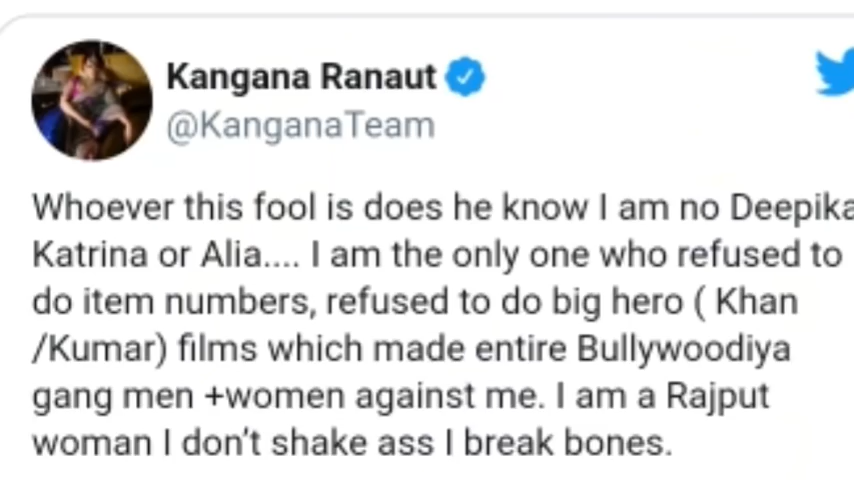 Kangana Ranaut
@KanganaTeam
Whoever this fool is does he know I am no Deepika
Katrina or Alia.... I am the only one who refused to
do item numbers, refused to do big hero ( Khan
/Kumar) films which made entire Bullywoodiya
gang men +women against me. I am a Rajput
woman I don't shake ass I break bones.